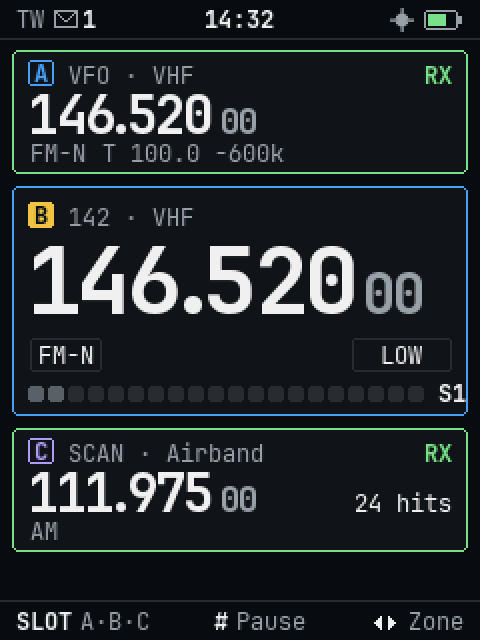 TW 1 14:32
A VFO · VHF RX
146.520 00
FM-N T 100.0 -600k
B 142 · VHF
146.520 00
FM-N LOW
S1
C SCAN · Airband RX
111.975 00
24 hits
AM
SLOT A·B·C # Pause Zone